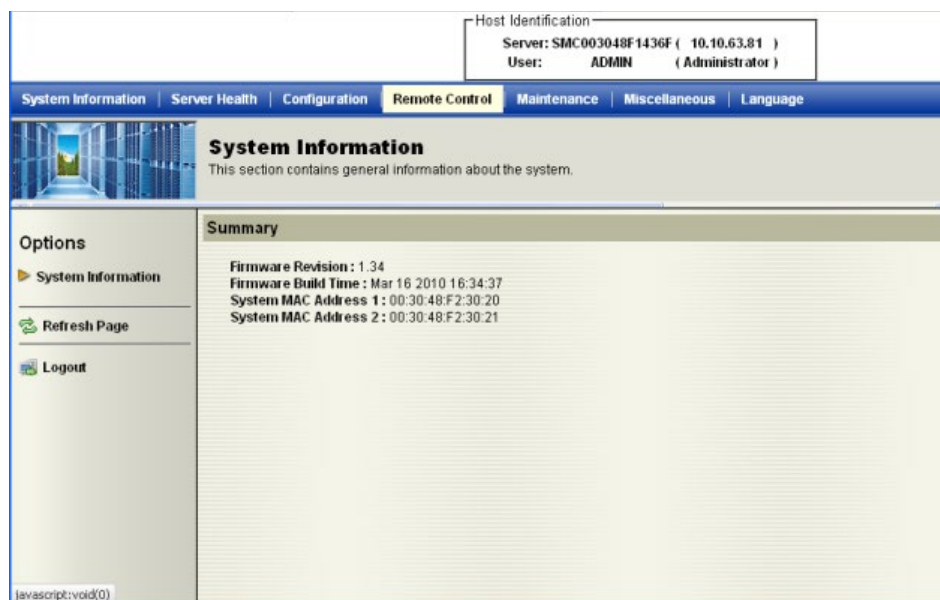 Host Identification
Server: SMC003048F1436F ( 10.10.63.81 )
User: ADMIN ( Administrator )
System Information Server Health Configuration Remote Control Maintenance Miscellaneous Language
System Information
This section contains general information about the system.
Options
System Information
Refresh Page
Logout
Summary
Firmware Revision : 1.34
Firmware Build Time : Mar 16 2010 16:34:37
System MAC Address 1 : 00:30:48:F2:30:20
System MAC Address 2 : 00:30:48:F2:30:21
javascript:void(0)